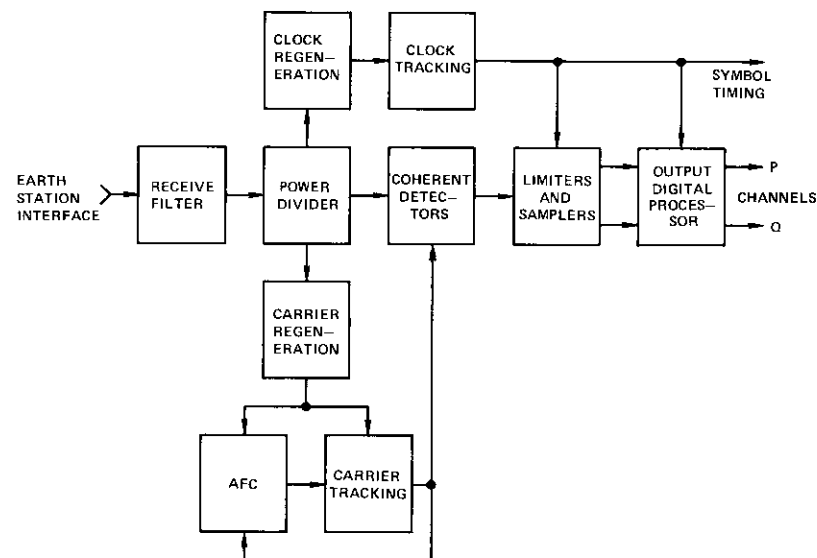 CLOCK
REGEN—
ERATION
CLOCK
TRACKING
SYMBOL
TIMING
EARTH
STATION
INTERFACE
RECEIVE
FILTER
POWER
DIVIDER
COHERENT
DETEC-
TORS
LIMITERS
AND
SAMPLERS
OUTPUT
DIGITAL
PROCES-
SOR
P
CHANNELS
Q
CARRIER
REGEN—
ERATION
AFC
CARRIER
TRACKING